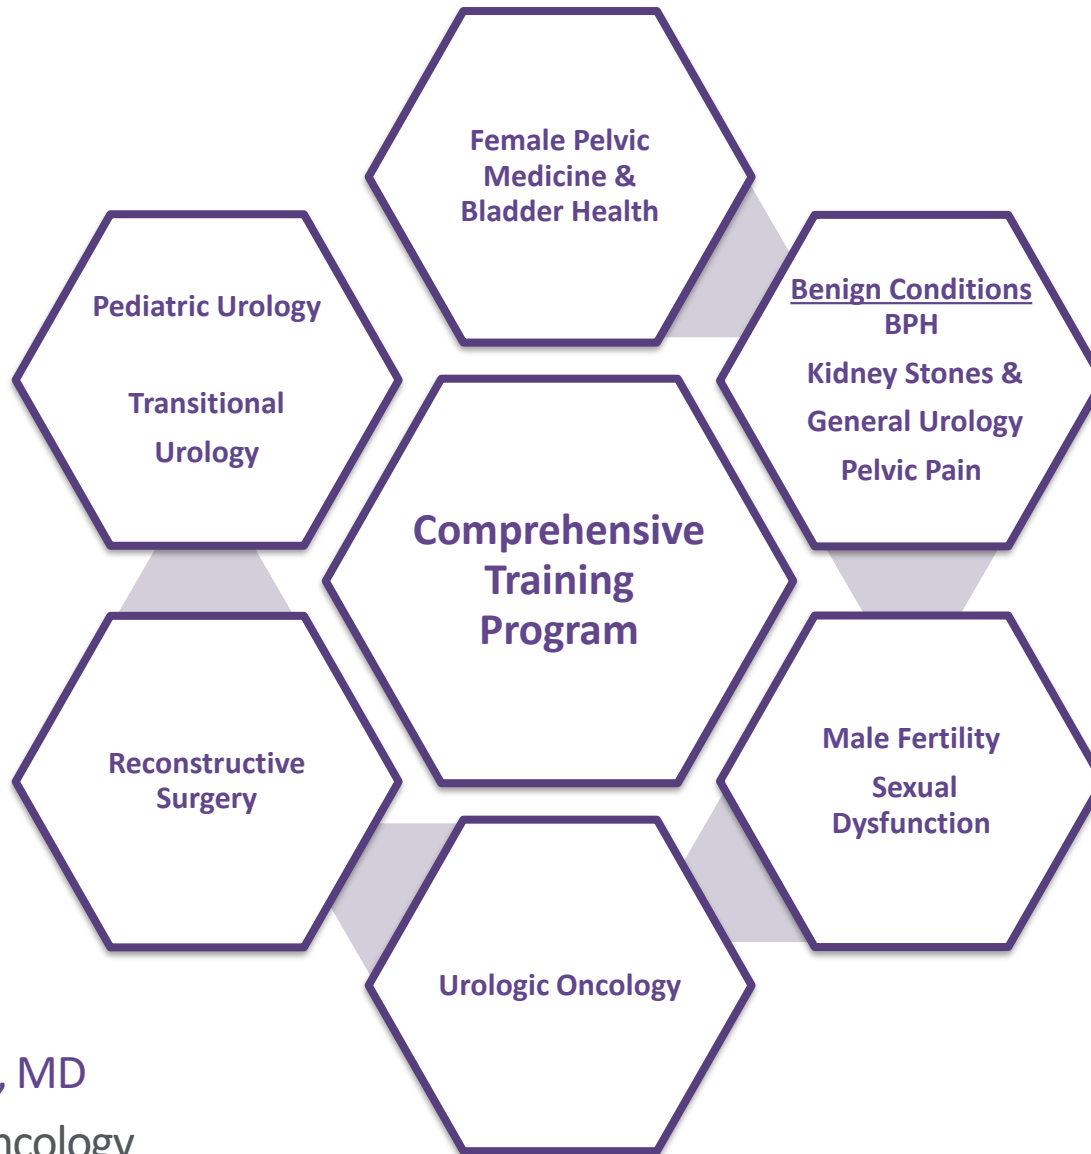 Female Pelvic
Medicine &
Bladder Health
Pediatric Urology
Transitional
Urology
Benign Conditions
BPH
Kidney Stones &
General Urology
Pelvic Pain
Comprehensive
Training
Program
Reconstructive
Surgery
Male Fertility
Sexual
Dysfunction
Urologic Oncology
, MD
ncology